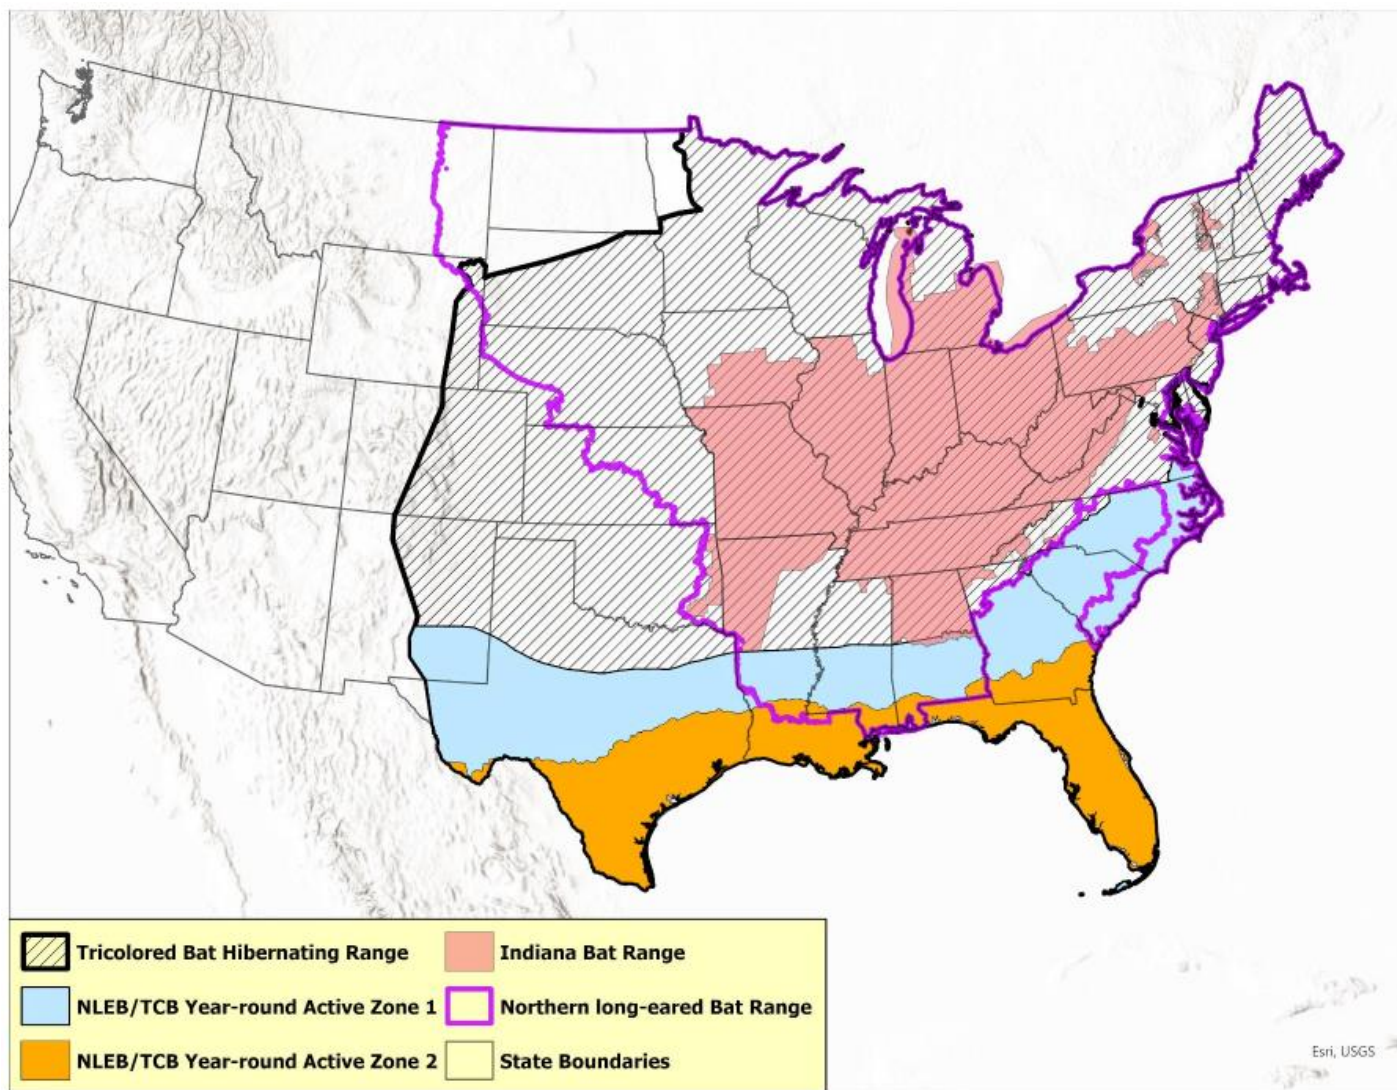 Tricolored Bat Hibernating Range
Indiana Bat Range
NLEB/TCB Year-round Active Zone 1
Northern long-eared Bat Range
NLEB/TCB Year-round Active Zone 2
State Boundaries
Esri, USGS